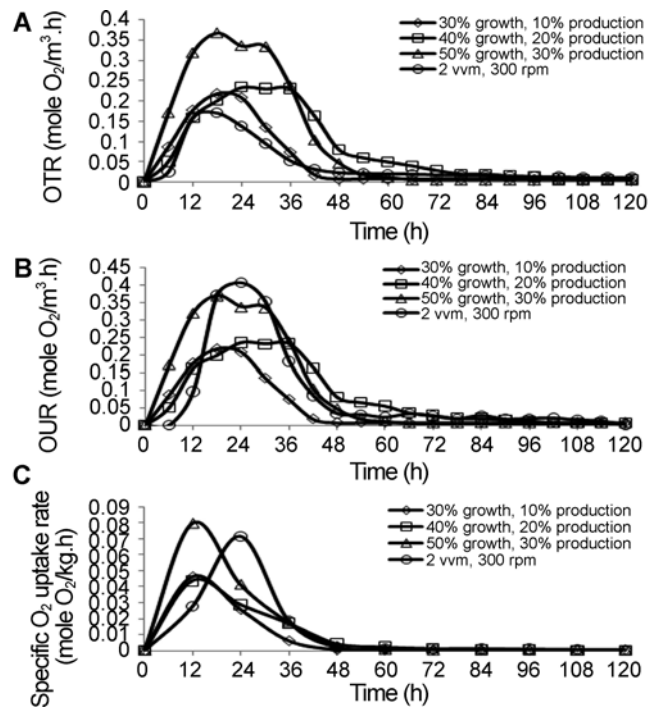 A
OTR (mole O₂/m³.h)
0.4
0.35
0.3
0.25
0.2
0.15
0.1
0.05
0
30% growth, 10% production
40% growth, 20% production
50% growth, 30% production
2 vvm, 300 rpm
0 12 24 36 48 60 72 84 96 108 120
Time (h)
B
OUR (mole O₂/m³.h)
0.45
0.4
0.35
0.3
0.25
0.2
0.15
0.1
0.05
0
30% growth, 10% production
40% growth, 20% production
50% growth, 30% production
2 vvm, 300 rpm
0 12 24 36 48 60 72 84 96 108 120
Time (h)
C
Specific O₂ uptake rate
(mole O₂/kg.h)
0.09
0.08
0.07
0.06
0.05
0.04
0.03
0.02
0.01
0
30% growth, 10% production
40% growth, 20% production
50% growth, 30% production
2 vvm, 300 rpm
0 12 24 36 48 60 72 84 96 108 120
Time (h)